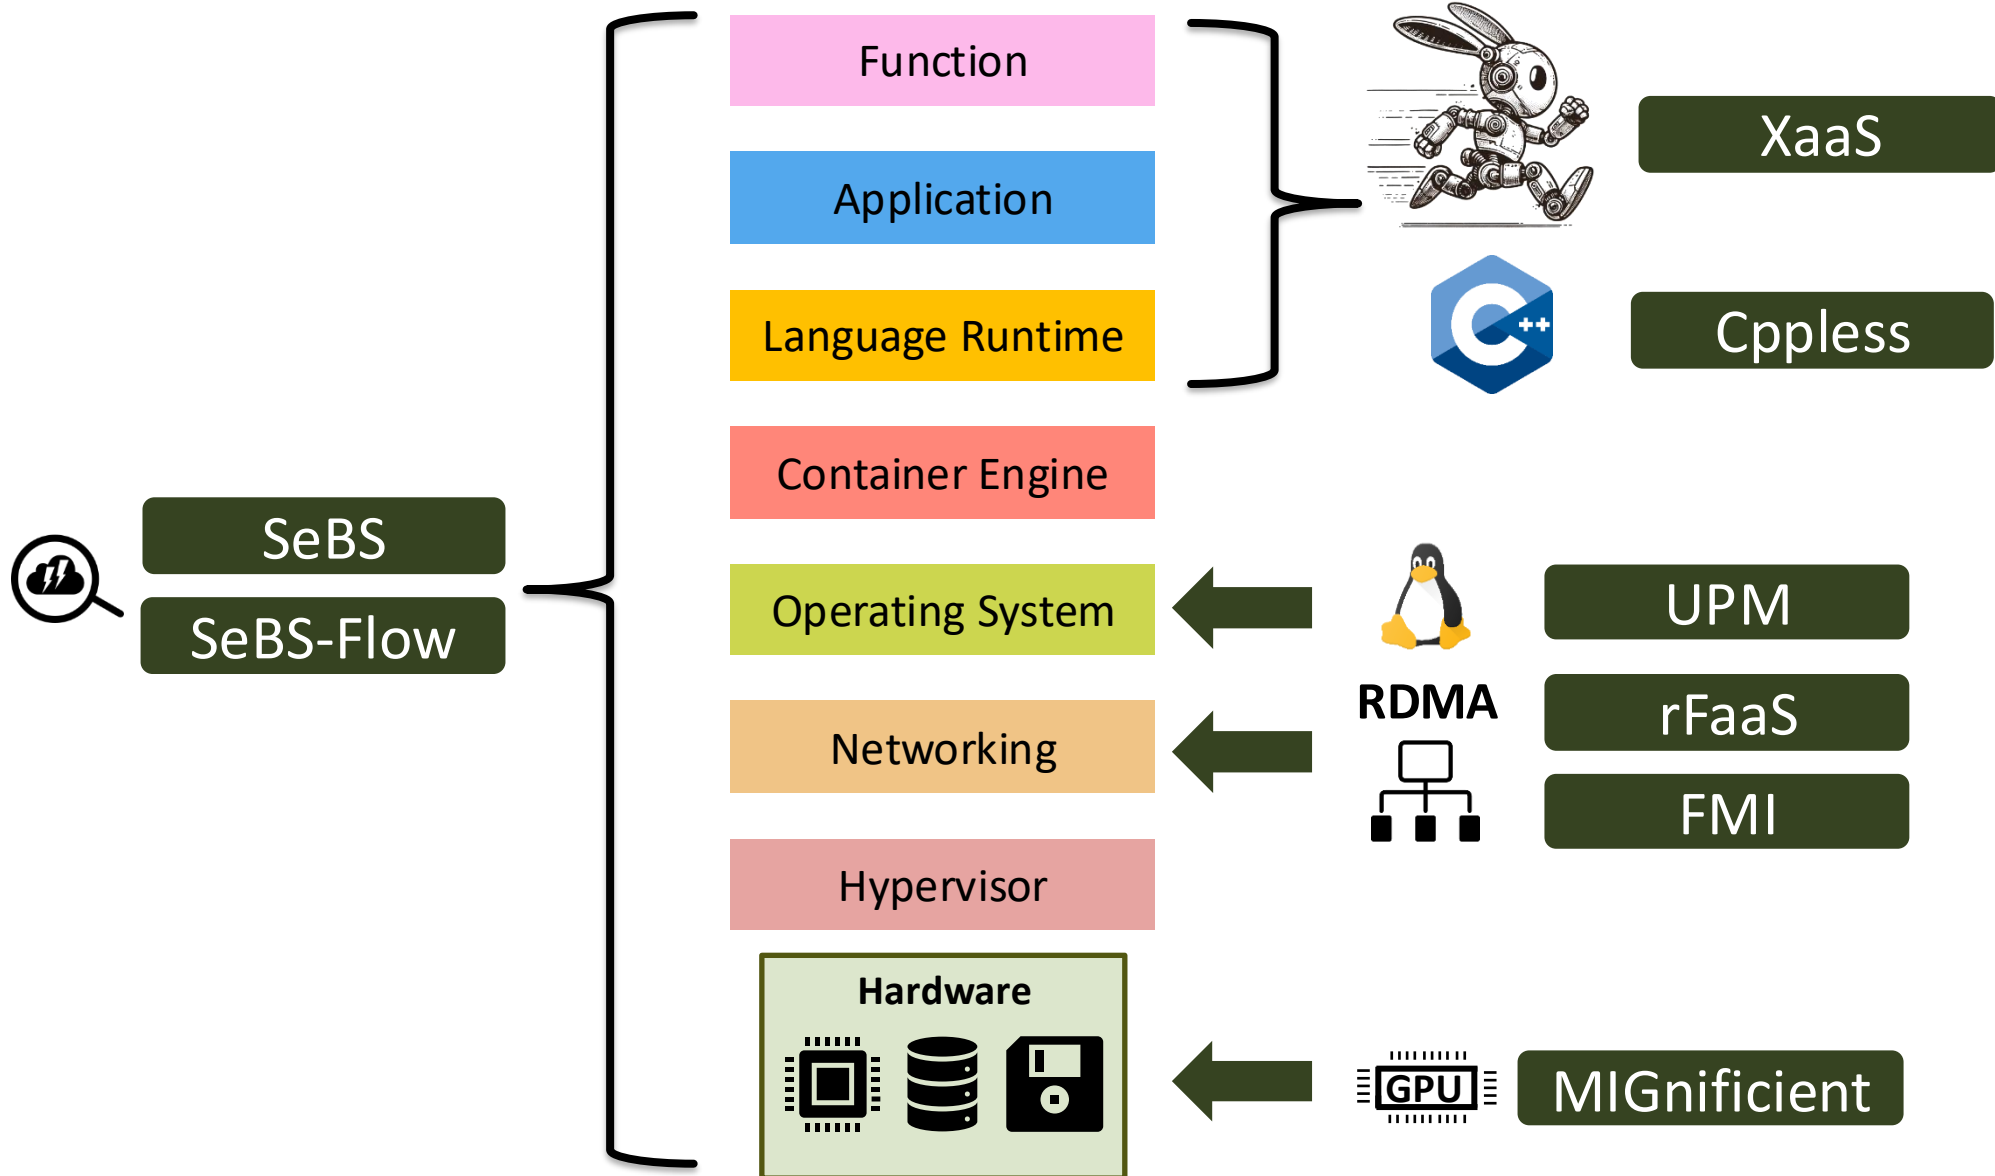 Function
Application
Language Runtime
Container Engine
Operating System
Networking
Hypervisor
Hardware
SeBS
SeBS-Flow
XaaS
C++
Cppless
UPM
RDMA
rFaaS
FMI
GPU
MIGnificient